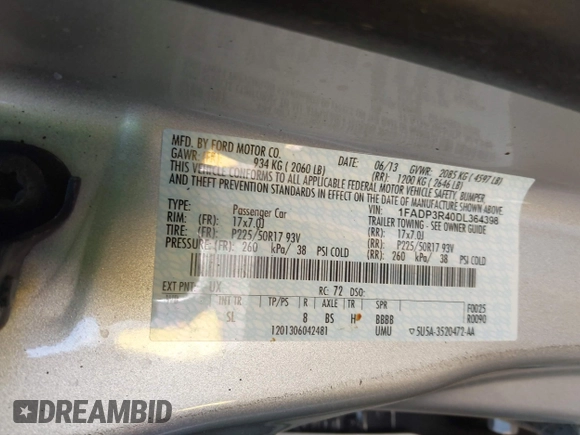 MFD. BY FORD MOTOR CO.
DATE: 06/13 GVWR: 2085 KG ( 4597 LB)
GAWR: 934 KG ( 2060 LB) (RR): 1200 KG ( 2646 LB)
THIS VEHICLE CONFORMS TO ALL APPLICABLE FEDERAL MOTOR VEHICLE SAFETY, BUMPER,
AND THEFT PREVENTION STANDARDS IN EFFECT ON THE DATE OF MANUFACTURE SHOWN ABOVE.
VIN: 1FADP3R40DL364398
TYPE: Passenger Car TRAILER TOWING - SEE OWNERS GUIDE
RIM: (FR): 17x7.0J (RR): 17x7.0J
TIRE: (FR): P225/50R17 93V (RR): P225/50R17 93V
PRESSURE: (FR): 260 kPa/ 38 PSI COLD (RR): 260 kPa/ 38 PSI COLD
EXT PNT: UX RC: 72 DSO:
INT TR TP/PS R AXLE TR SPR F0025
SL 8 BS H BBBB R0090
1201306042481 UMU ▽5U5A-3520472-AA
DREAMBID